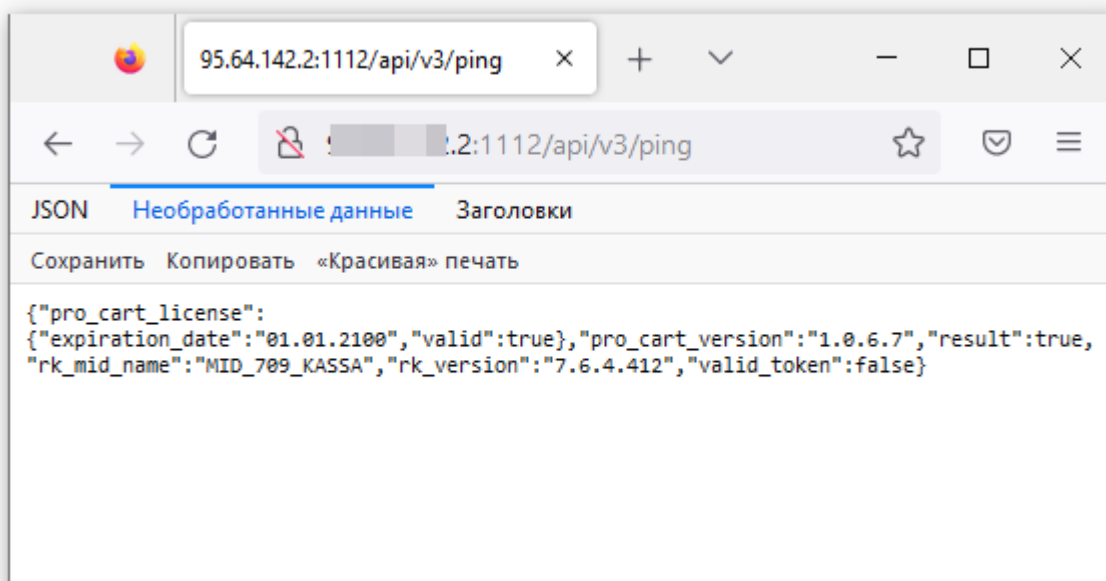 95.64.142.2:1112/api/v3/ping
.2:1112/api/v3/ping
JSON Необработанные данные Заголовки
Сохранить Копировать «Красивая» печать
{"pro_cart_license":
{"expiration_date":"01.01.2100","valid":true},"pro_cart_version":"1.0.6.7","result":true,
"rk_mid_name":"MID_709_KASSA","rk_version":"7.6.4.412","valid_token":false}